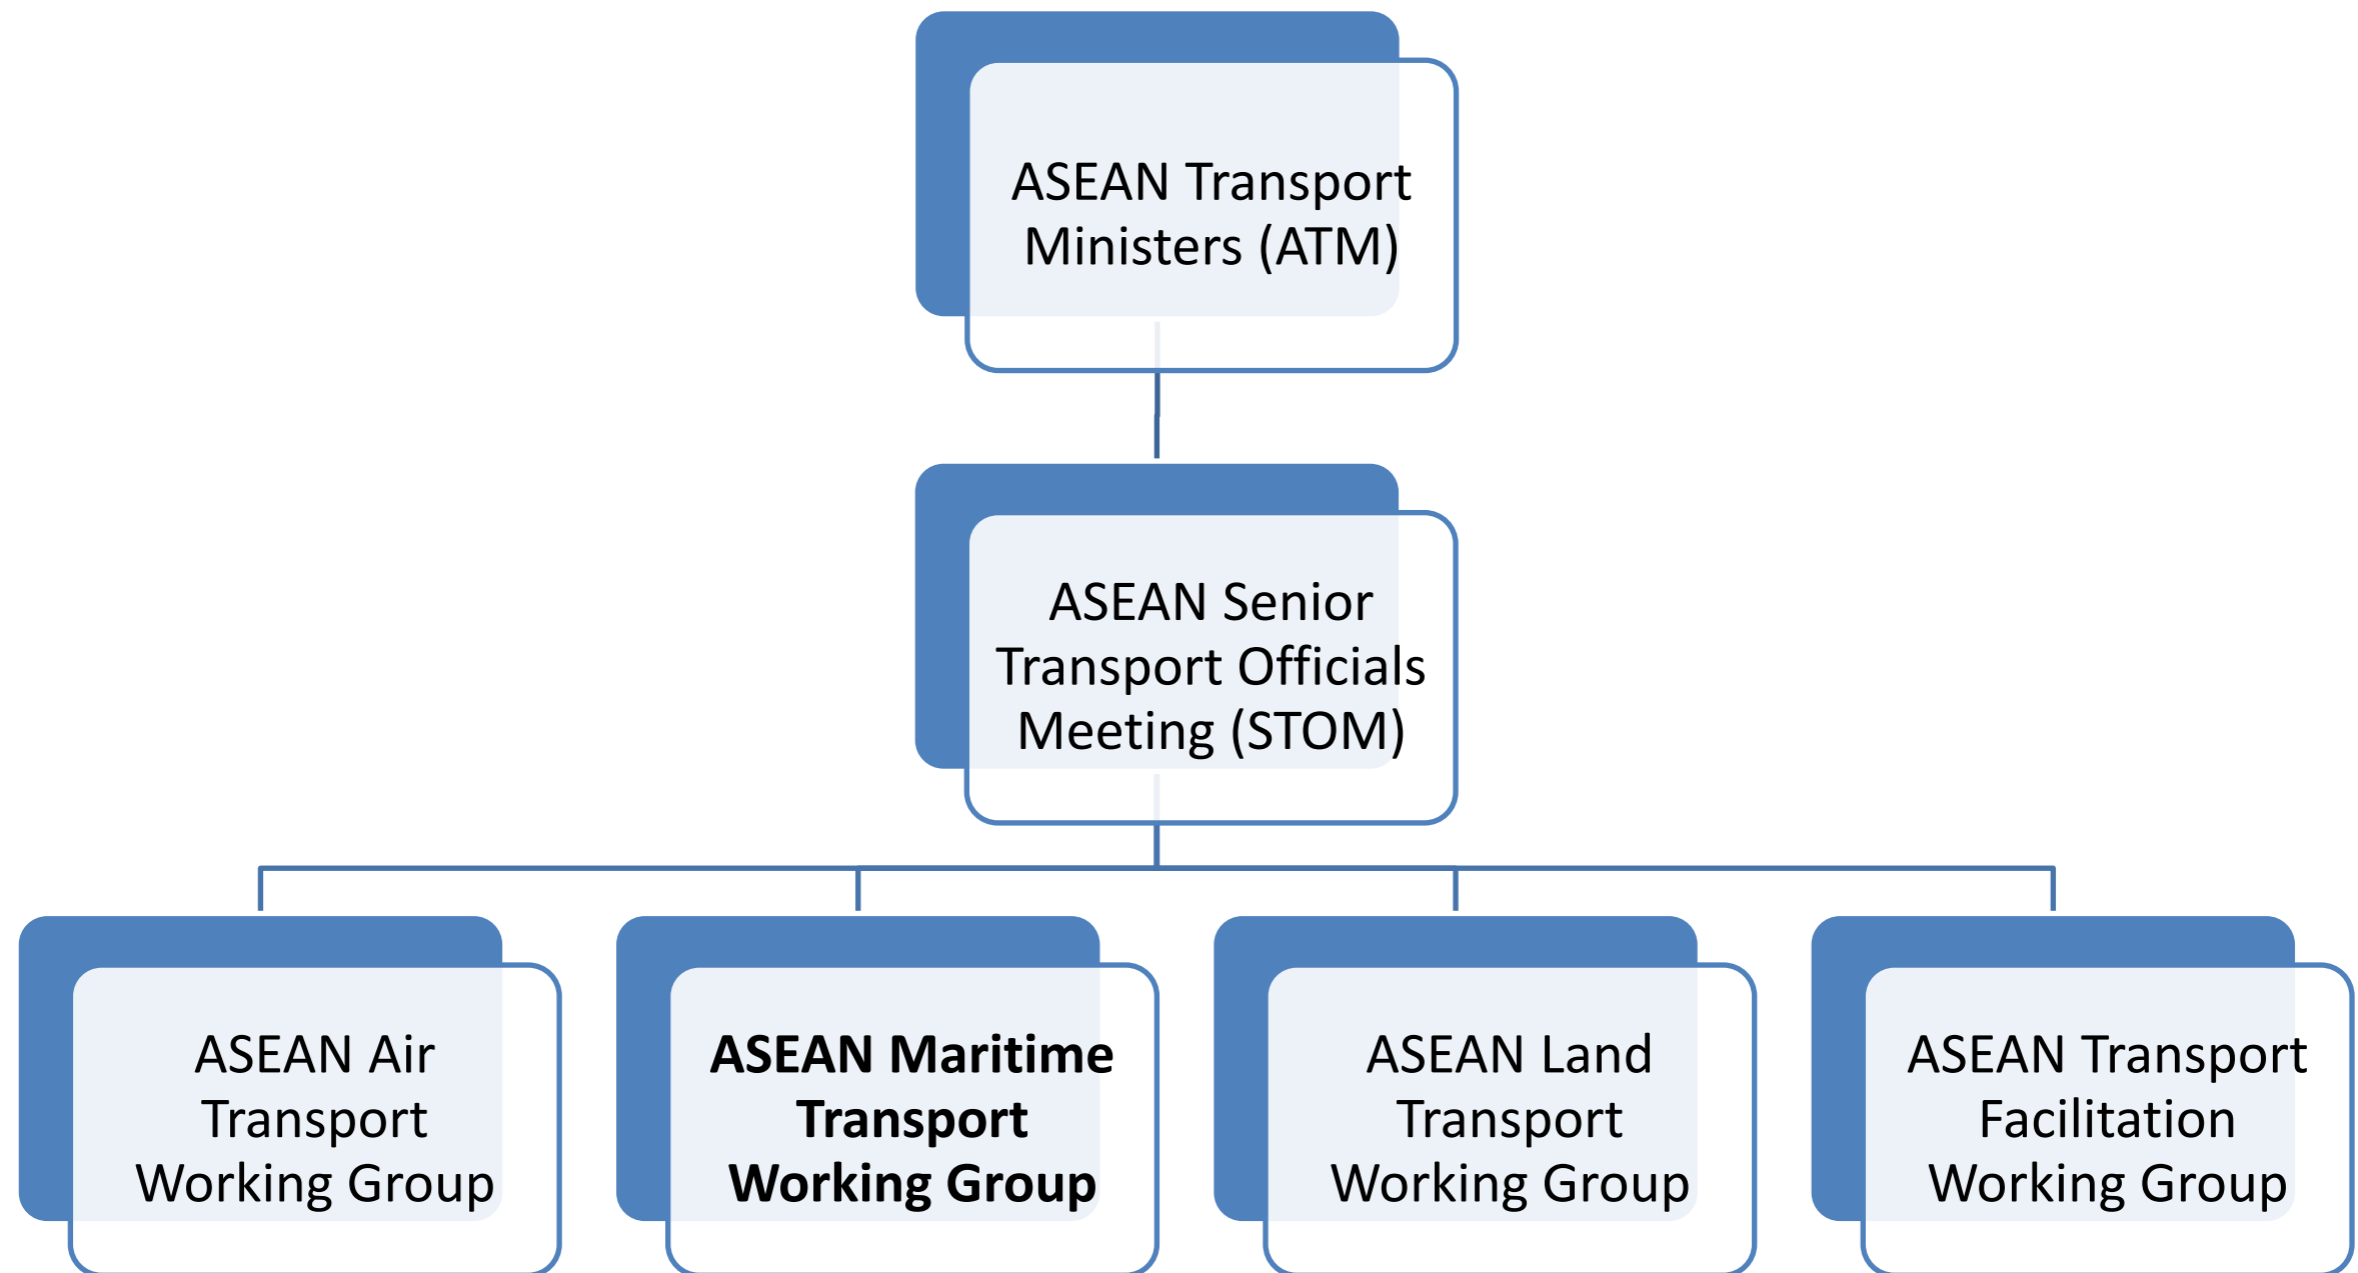 ASEAN Transport
Ministers (ATM)
ASEAN Senior
Transport Officials
Meeting (STOM)
ASEAN Air
Transport
Working Group
ASEAN Maritime
Transport
Working Group
ASEAN Land
Transport
Working Group
ASEAN Transport
Facilitation
Working Group